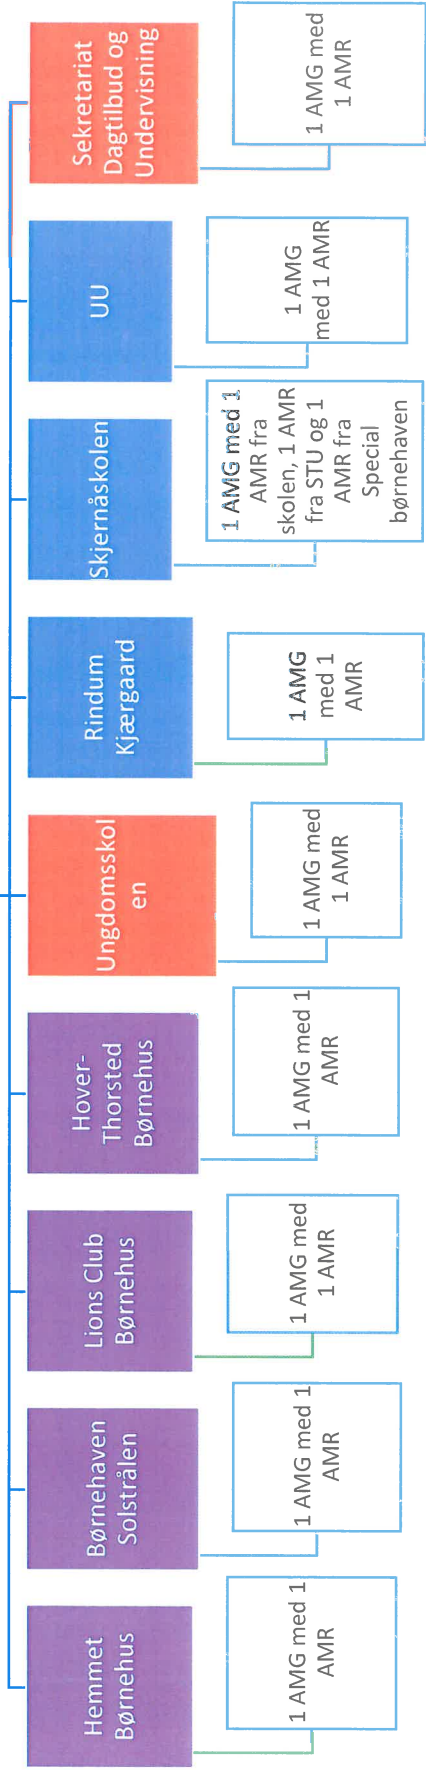 Hemmet
Børnehus
1 AMG med 1
AMR
Børnehaven
Solstrålen
1 AMG med 1
AMR
Lions Club
Børnehus
1 AMG med
1 AMR
Hover-
Thorsted
Børnehus
1 AMG med 1
AMR
Ungdomsskol
en
1 AMG med
1 AMR
Rindum
Kjærgaard
1 AMG
med 1
AMR
Skjernåskolen
1 AMG med 1
AMR fra
skolen, 1 AMR
fra STU og 1
AMR fra
Special
børnehaven
UU
1 AMG
med 1 AMR
Sekretariat
Dagtilbud og
Undervisning
1 AMG med
1 AMR